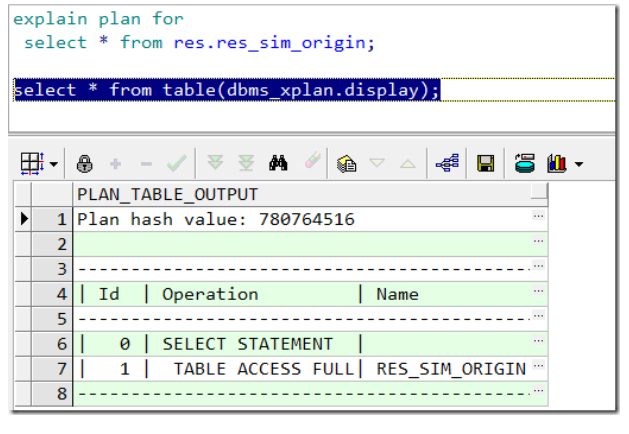 explain plan for
 select * from res.res_sim_origin;
select * from table(dbms_xplan.display);
PLAN_TABLE_OUTPUT
1 Plan hash value: 780764516 ...
2 ...
3 ------------------------------------------- ...
4 | Id | Operation | Name ...
5 ------------------------------------------- ...
6 | 0 | SELECT STATEMENT | ...
7 | 1 | TABLE ACCESS FULL| RES_SIM_ORIGIN ...
8 ------------------------------------------- ...